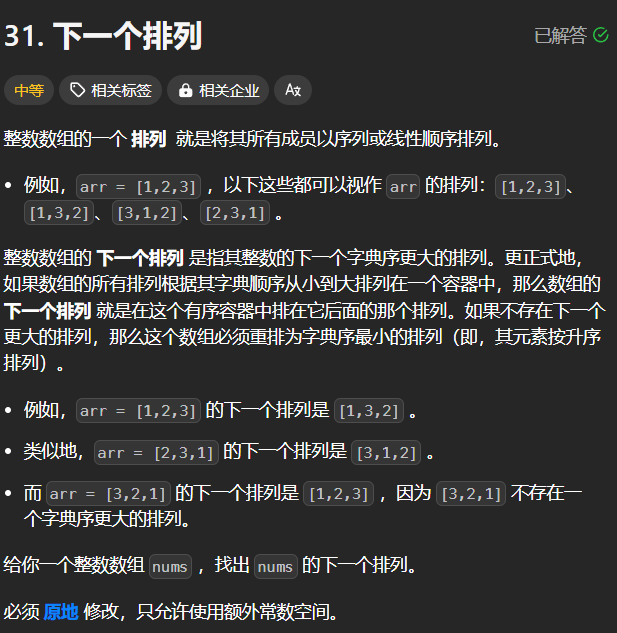 31. 下一个排列
已解答
中等 相关标签 相关企业 Aあ
整数数组的一个 排列 就是将其所有成员以序列或线性顺序排列。
• 例如，arr = [1,2,3] ，以下这些都可以视作 arr 的排列：[1,2,3]、
[1,3,2]、[3,1,2]、[2,3,1] 。
整数数组的 下一个排列 是指其整数的下一个字典序更大的排列。更正式地，
如果数组的所有排列根据其字典顺序从小到大排列在一个容器中，那么数组的
下一个排列 就是在这个有序容器中排在它后面的那个排列。如果不存在下一个
更大的排列，那么这个数组必须重排为字典序最小的排列（即，其元素按升序
排列）。
• 例如，arr = [1,2,3] 的下一个排列是 [1,3,2] 。
• 类似地，arr = [2,3,1] 的下一个排列是 [3,1,2] 。
• 而 arr = [3,2,1] 的下一个排列是 [1,2,3] ，因为 [3,2,1] 不存在一
个字典序更大的排列。
给你一个整数数组 nums ，找出 nums 的下一个排列。
必须 原地 修改，只允许使用额外常数空间。